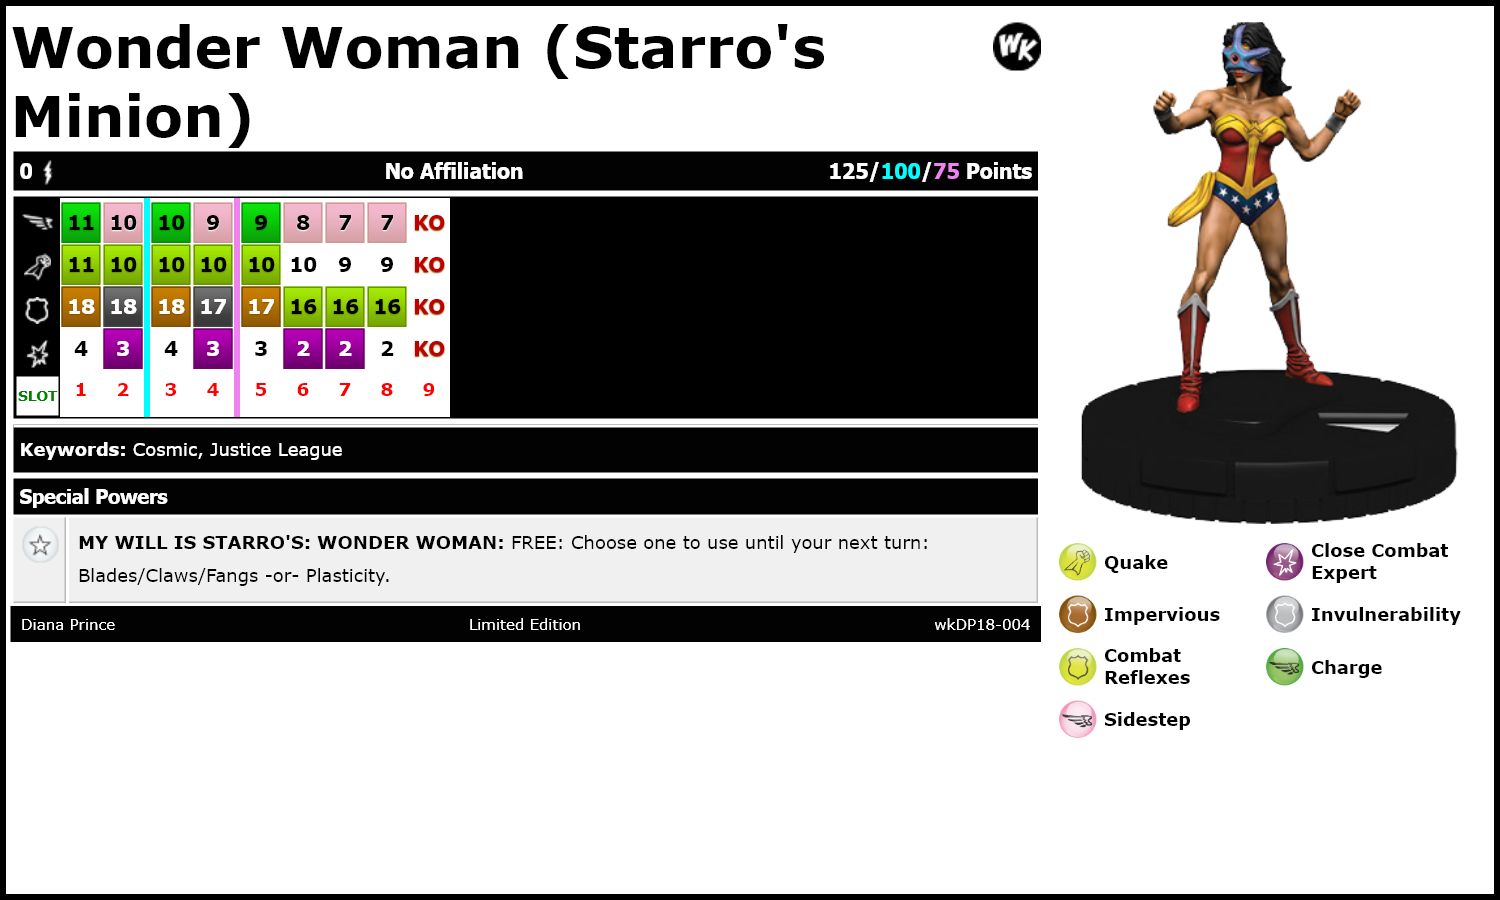 Wonder Woman (Starro's
Minion)
WK
0 No Affiliation 125/100/75 Points
11 10 10 9 9 8 7 7 KO
11 10 10 10 10 10 9 9 KO
18 18 18 17 17 16 16 16 KO
4 3 4 3 3 2 2 2 KO
SLOT 1 2 3 4 5 6 7 8 9
Keywords: Cosmic, Justice League
Special Powers
MY WILL IS STARRO'S: WONDER WOMAN: FREE: Choose one to use until your next turn:
Blades/Claws/Fangs -or- Plasticity.
Diana Prince Limited Edition wkDP18-004
Quake
Close Combat
Expert
Impervious
Invulnerability
Combat
Reflexes
Charge
Sidestep